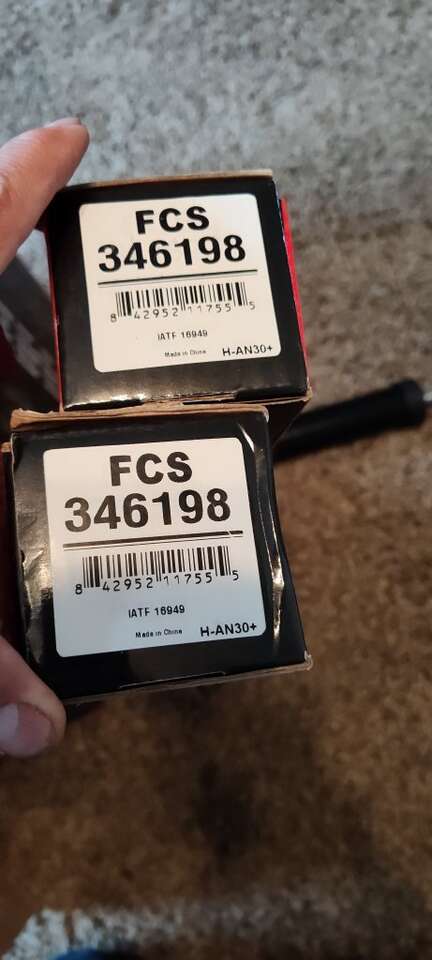 FCS
346198
8 42952 11755 5
IATF 16949
Made in China H-AN30+
FCS
346198
8 42952 11755 5
IATF 16949
Made in China H-AN30+